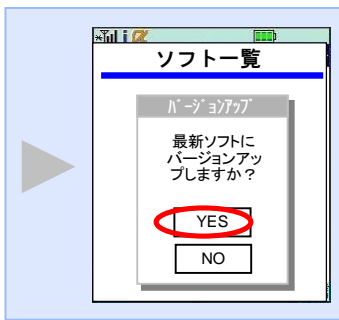 ソフト一覧
ﾊﾞｰｼﾞｮﾝｱｯﾌﾟ
最新ソフトに
バージョンアッ
プしますか？
YES
NO